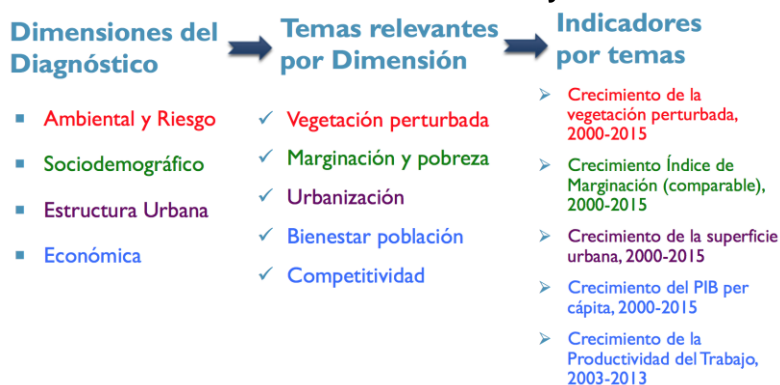 Dimensiones del
Diagnóstico
Ambiental y Riesgo
Sociodemográfico
Estructura Urbana
Económica
Temas relevantes
por Dimensión
Vegetación perturbada
Marginación y pobreza
Urbanización
Bienestar población
Competitividad
Indicadores
por temas
Crecimiento de la
vegetación perturbada,
2000-2015
Crecimiento Índice de
Marginación (comparable),
2000-2015
Crecimiento de la superficie
urbana, 2000-2015
Crecimiento del PIB per
cápita, 2000-2015
Crecimiento de la
Productividad del Trabajo,
2003-2013